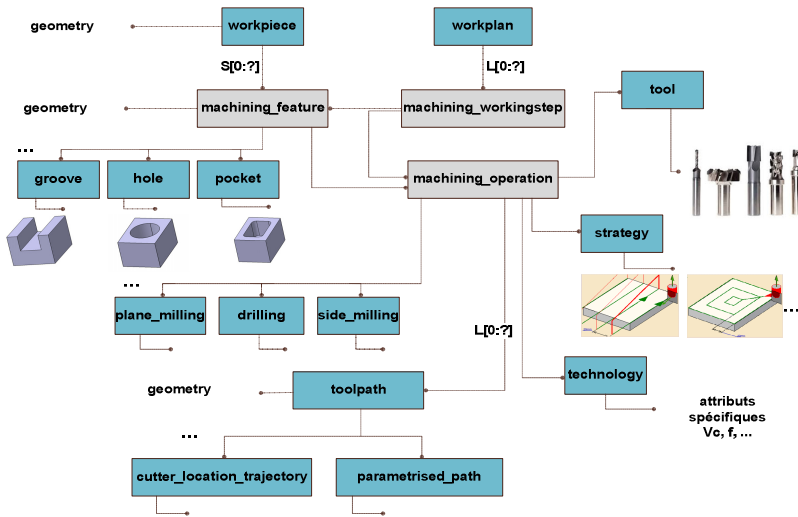 geometry
workpiece
workplan
S[0:?]
L[0:?]
geometry
machining_feature
machining_workingstep
tool
...
groove
hole
pocket
machining_operation
strategy
...
plane_milling
drilling
side_milling
...
L[0:?]
geometry
toolpath
technology
attributs
spécifiques
Vc, f, ...
...
cutter_location_trajectory
parametrised_path